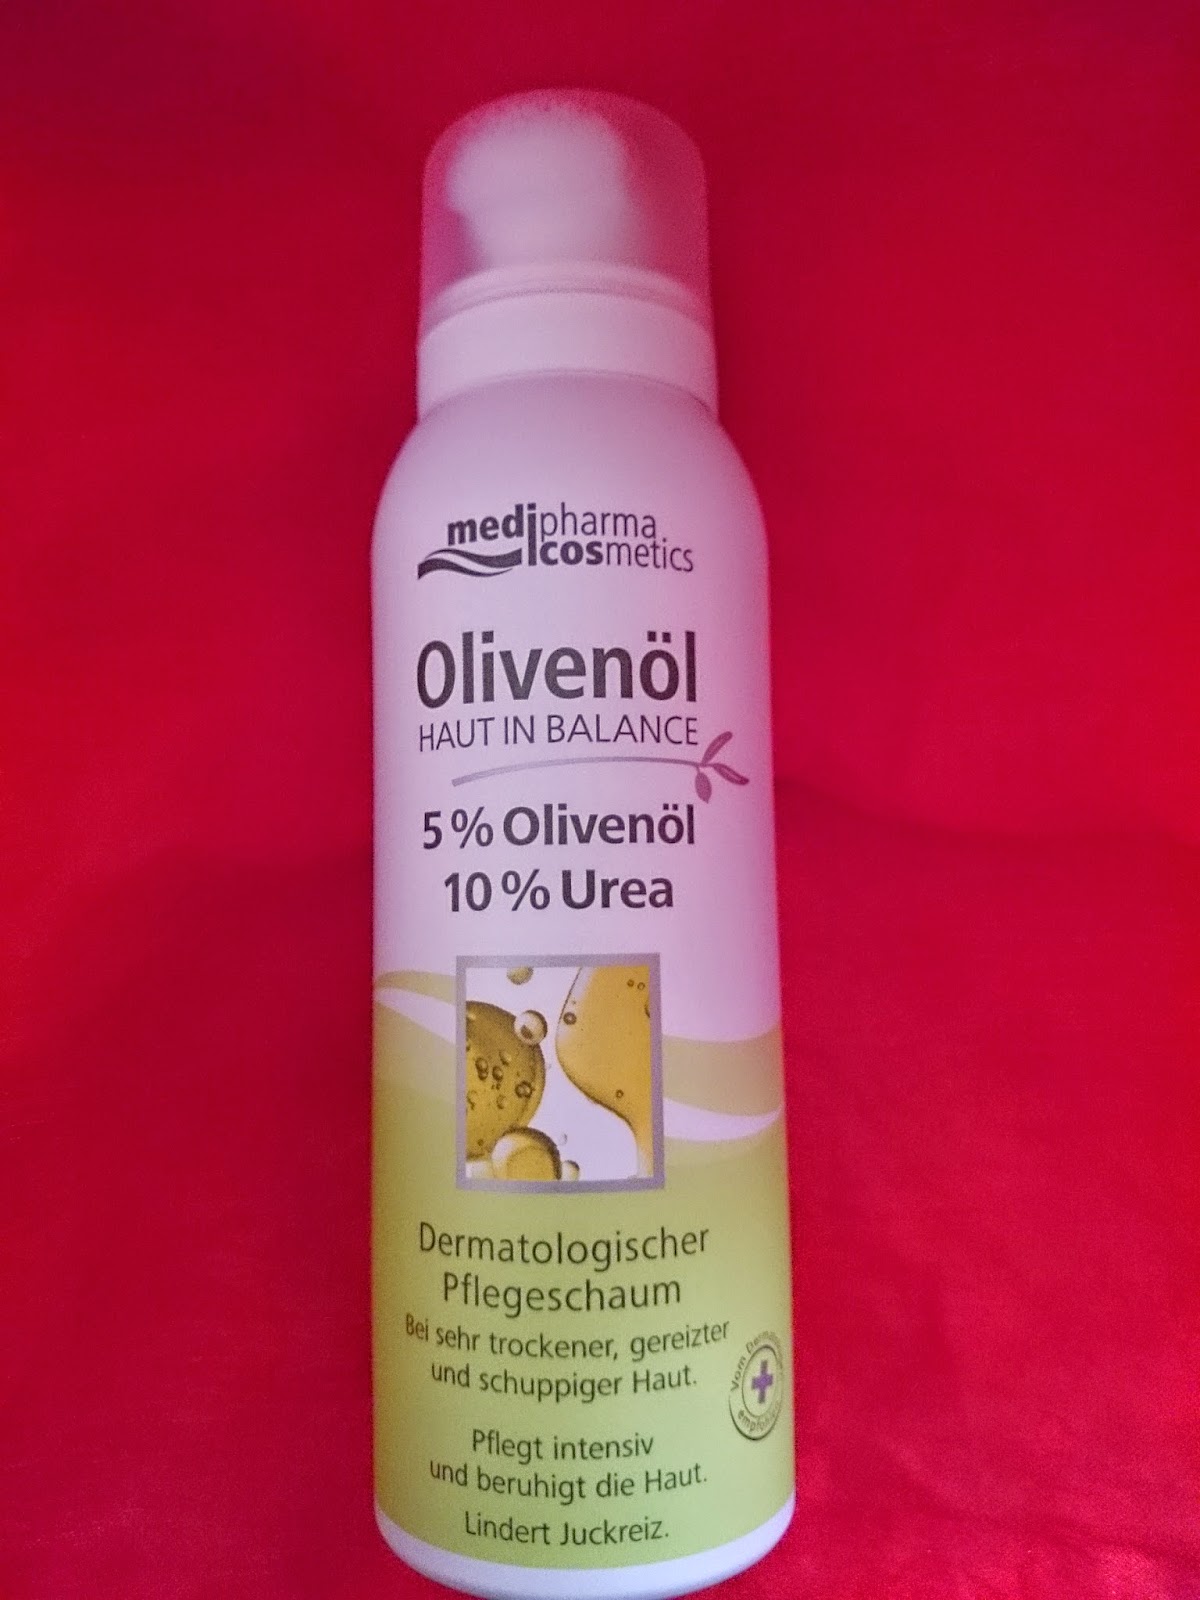 medipharma
cosmetics
Olivenöl
HAUT IN BALANCE
5 % Olivenöl
10 % Urea
Dermatologischer
Pflegeschaum
Bei sehr trockener, gereizter
und schuppiger Haut.
Vom
Pflegt intensiv
und beruhigt die Haut.
Lindert Juckreiz.